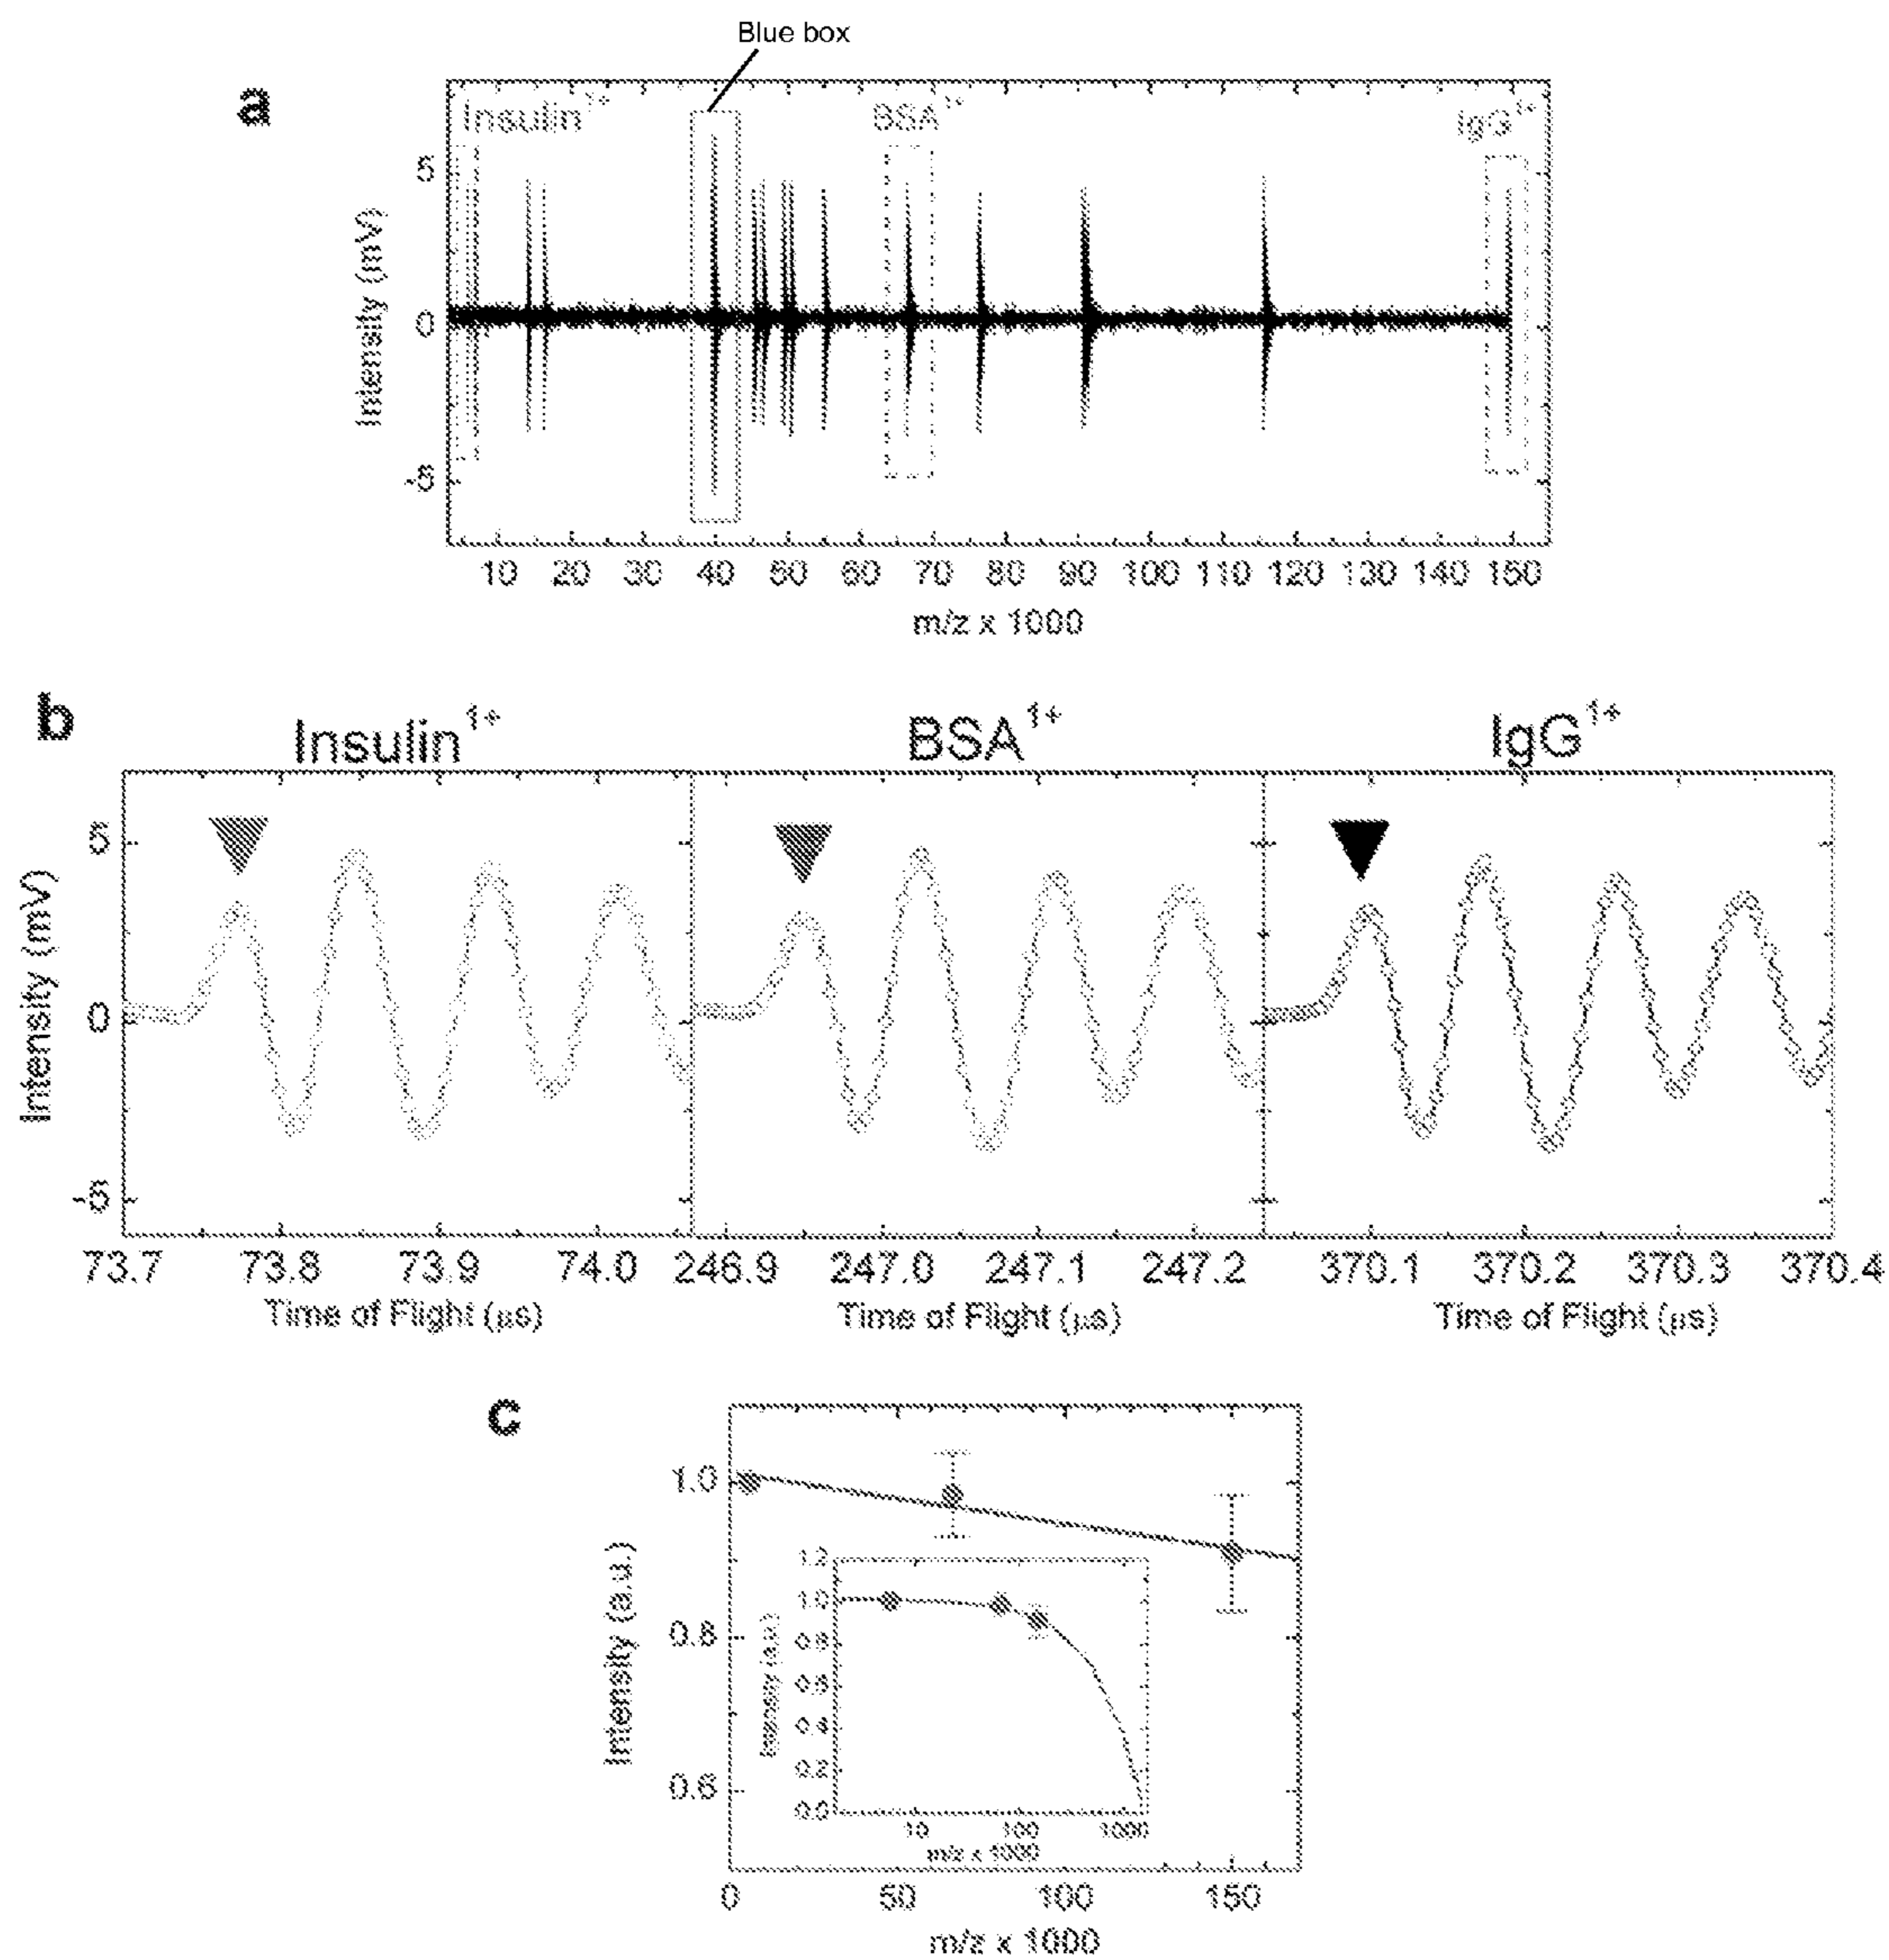 Blue box
a
Insulin¹⁺ BSA¹⁺ IgG¹⁺
5
0
-5
Intensity (mV)
10 20 30 40 50 60 70 80 90 100 110 120 130 140 150
m/z x 1000
b
Insulin¹⁺ BSA¹⁺ IgG¹⁺
5
0
-5
Intensity (mV)
73.7 73.8 73.9 74.0 246.9 247.0 247.1 247.2 370.1 370.2 370.3 370.4
Time of Flight (µs) Time of Flight (µs) Time of Flight (µs)
c
1.0
0.8
0.6
Intensity (a.u.)
1.2
1.0
0.8
0.6
0.4
0.2
0.0
Intensity (a.u.)
10 100 1000
m/z x 1000
0 50 100 150
m/z x 1000